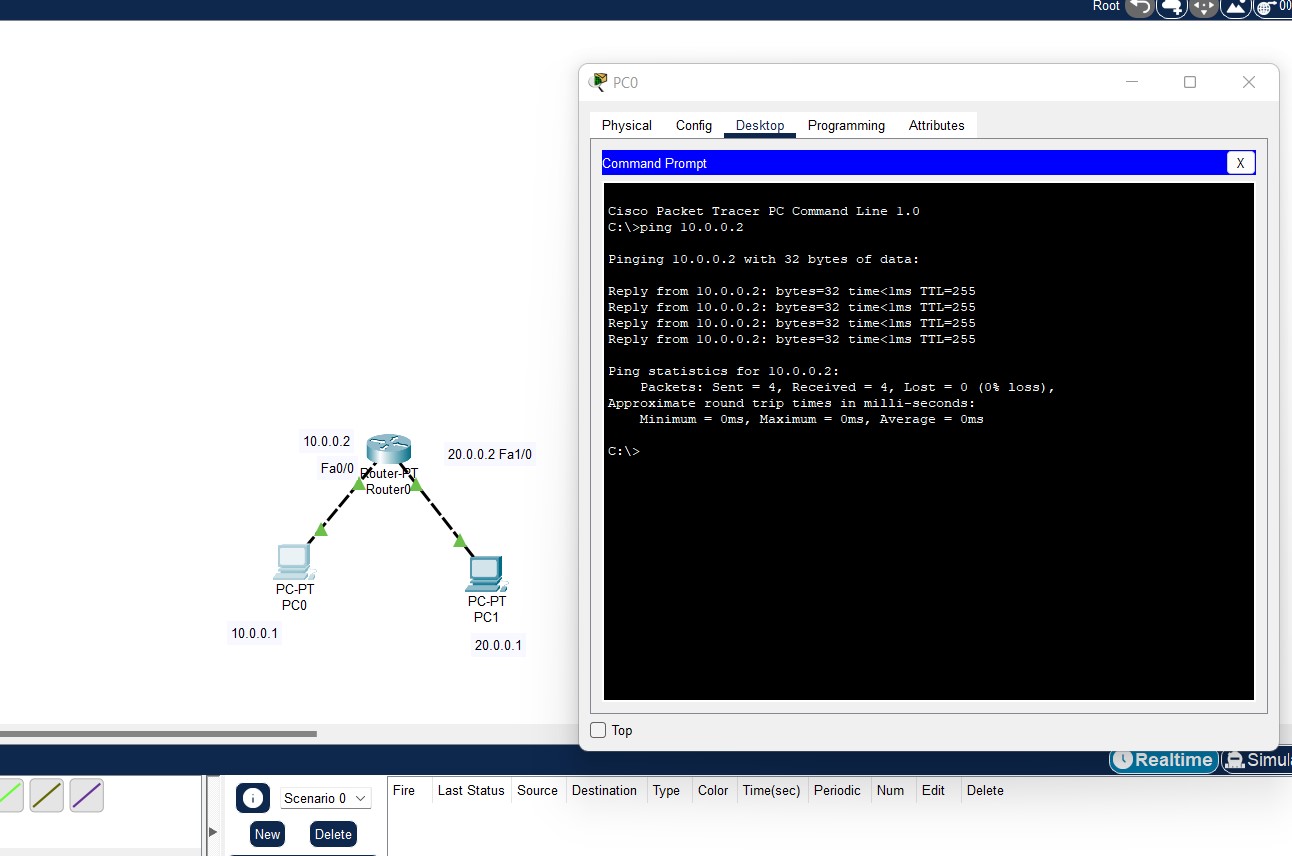 Root
00
PC0
Physical Config Desktop Programming Attributes
Command Prompt X
Cisco Packet Tracer PC Command Line 1.0
C:\>ping 10.0.0.2
Pinging 10.0.0.2 with 32 bytes of data:
Reply from 10.0.0.2: bytes=32 time<1ms TTL=255
Reply from 10.0.0.2: bytes=32 time<1ms TTL=255
Reply from 10.0.0.2: bytes=32 time<1ms TTL=255
Reply from 10.0.0.2: bytes=32 time<1ms TTL=255
Ping statistics for 10.0.0.2:
Packets: Sent = 4, Received = 4, Lost = 0 (0% loss),
Approximate round trip times in milli-seconds:
Minimum = 0ms, Maximum = 0ms, Average = 0ms
C:\>
Top
10.0.0.2
Fa0/0
Router-PT
Router0
20.0.0.2 Fa1/0
PC-PT
PC0
10.0.0.1
PC-PT
PC1
20.0.0.1
Realtime
Simula
Scenario 0
New Delete
Fire Last Status Source Destination Type Color Time(sec) Periodic Num Edit Delete